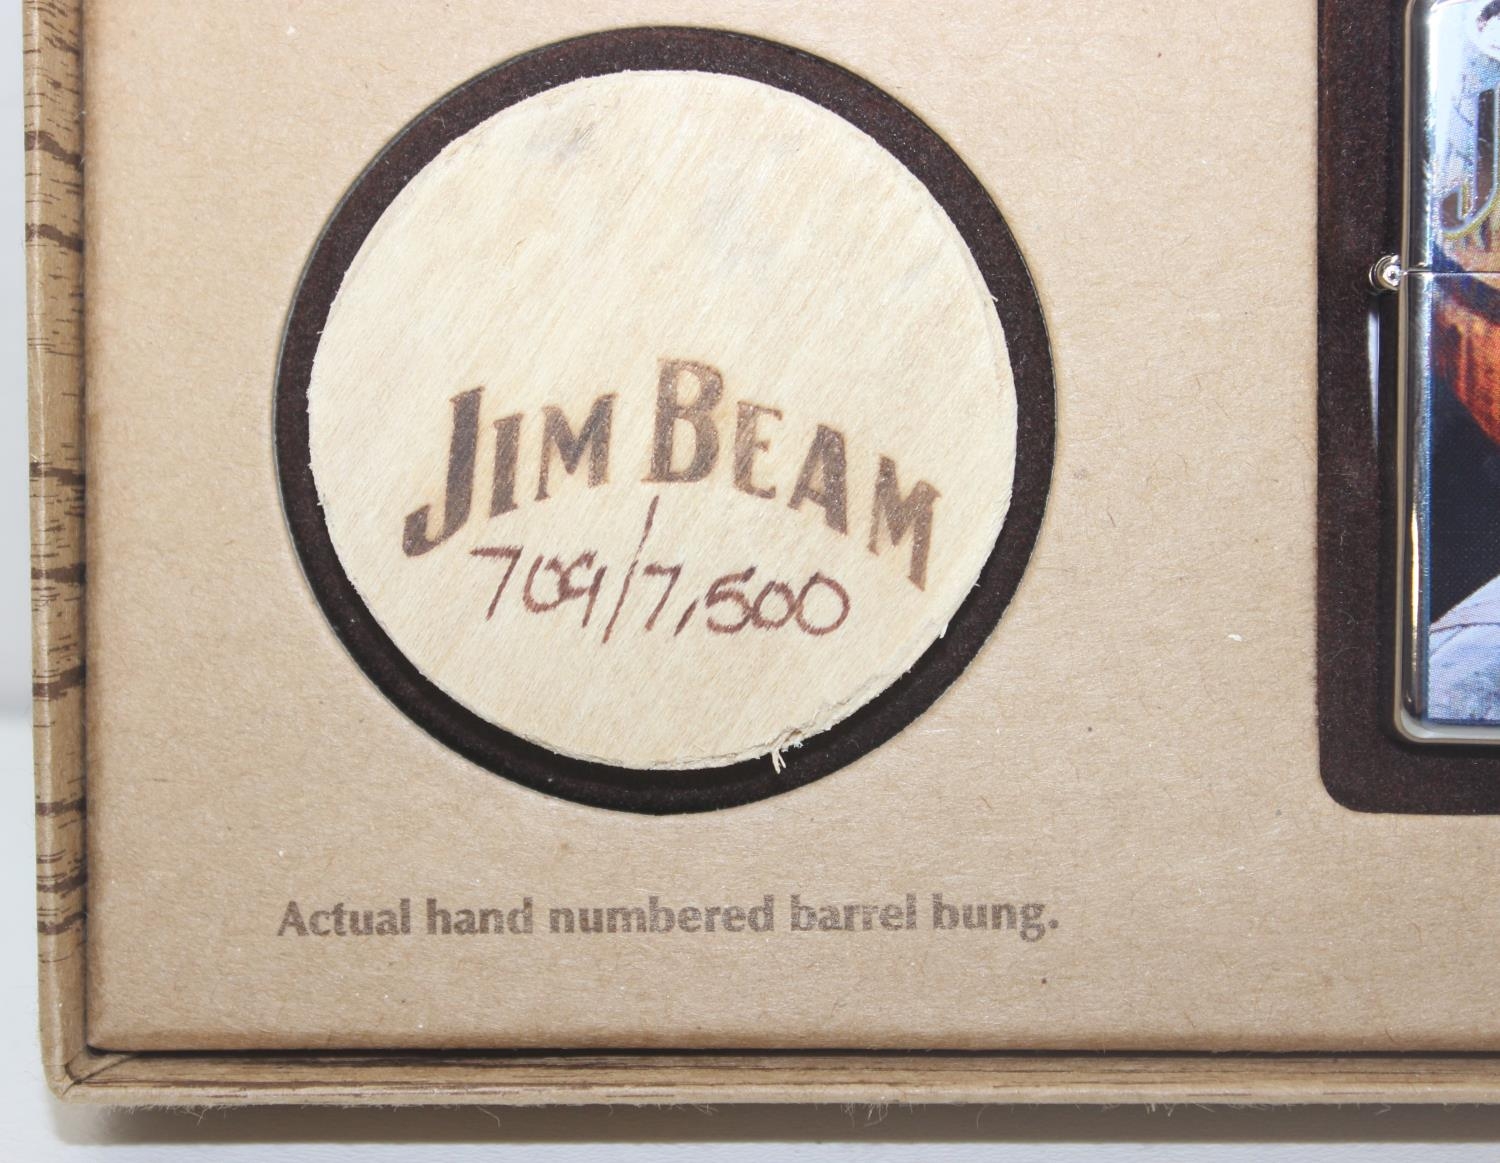 JIM BEAM
709/7,500
Actual hand numbered barrel bung.